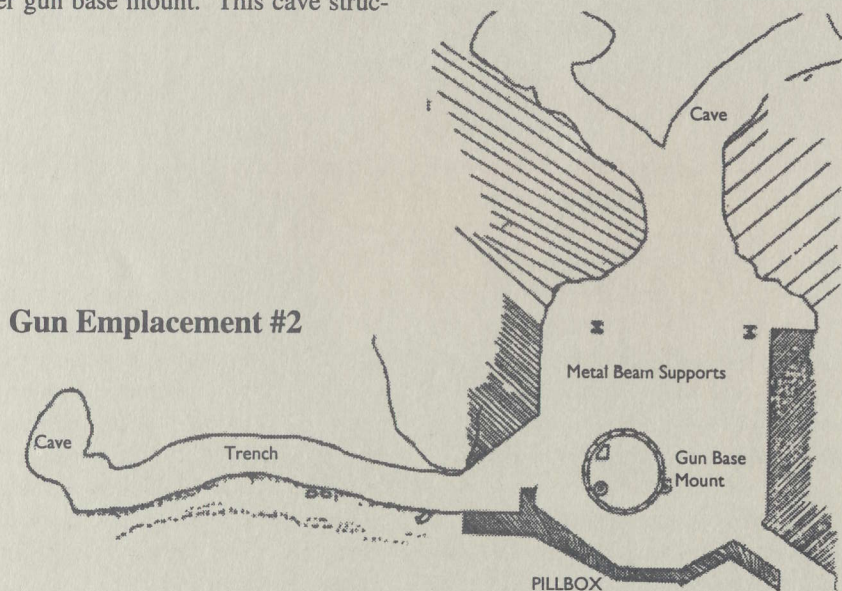 er gun base mount. This cave struc-
Cave
Gun Emplacement #2
Metal Beam Supports
Cave
Trench
Gun Base
Mount
PILLBOX